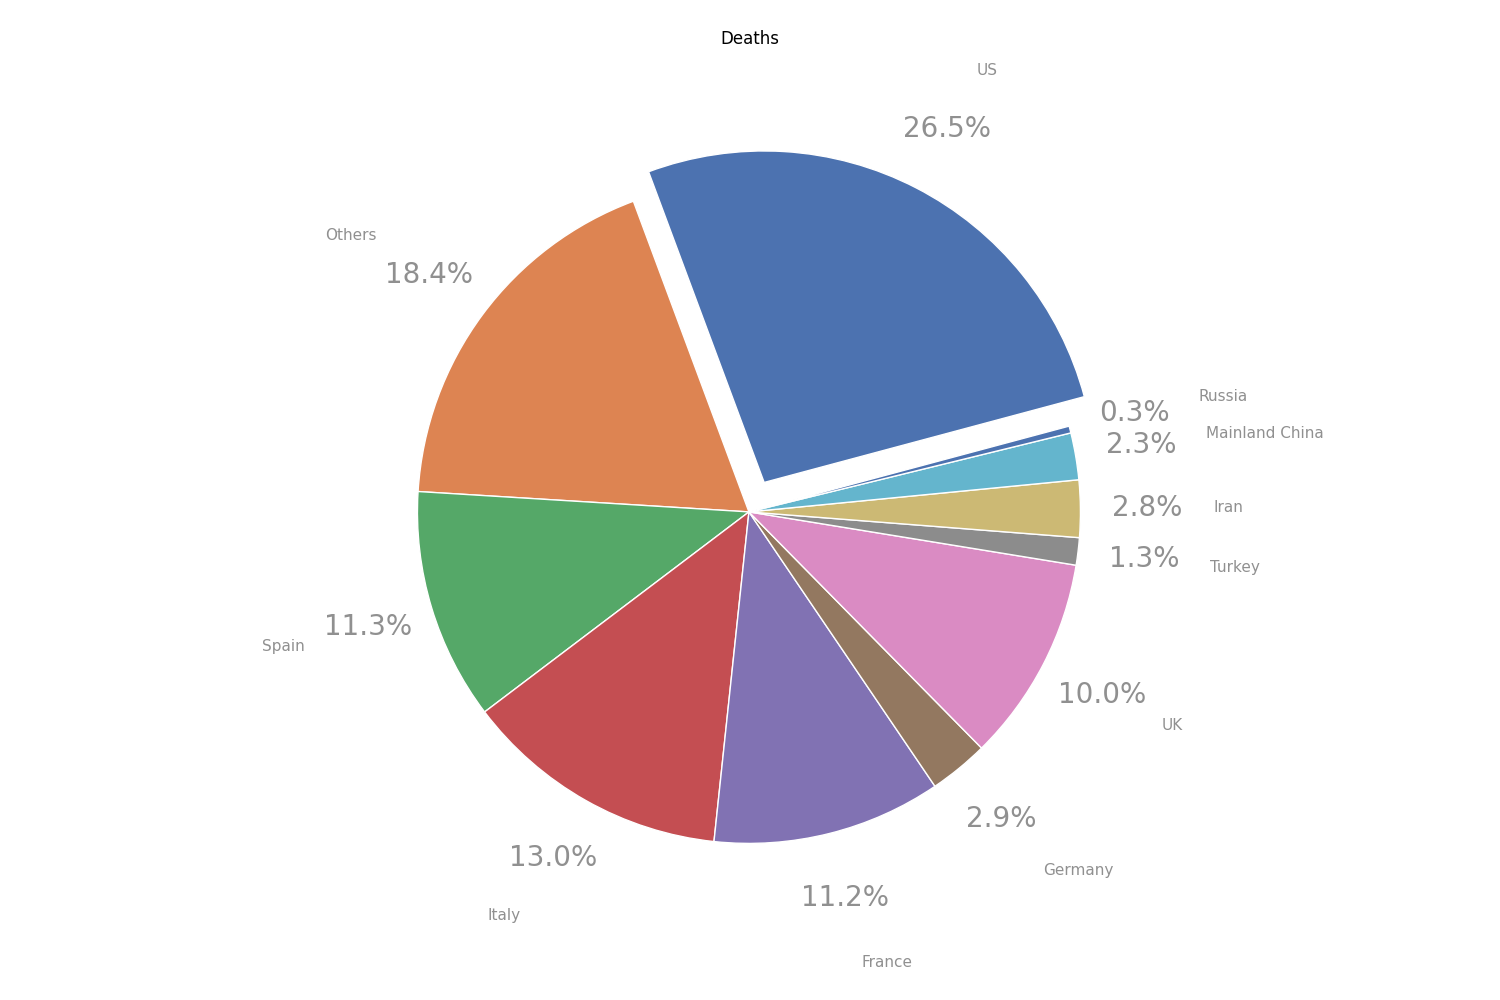 Deaths
US
26.5%
Others
18.4%
Russia
0.3%
Mainland China
2.3%
2.8%
Iran
1.3%
Turkey
Spain
11.3%
10.0%
UK
2.9%
Germany
13.0%
Italy
11.2%
France